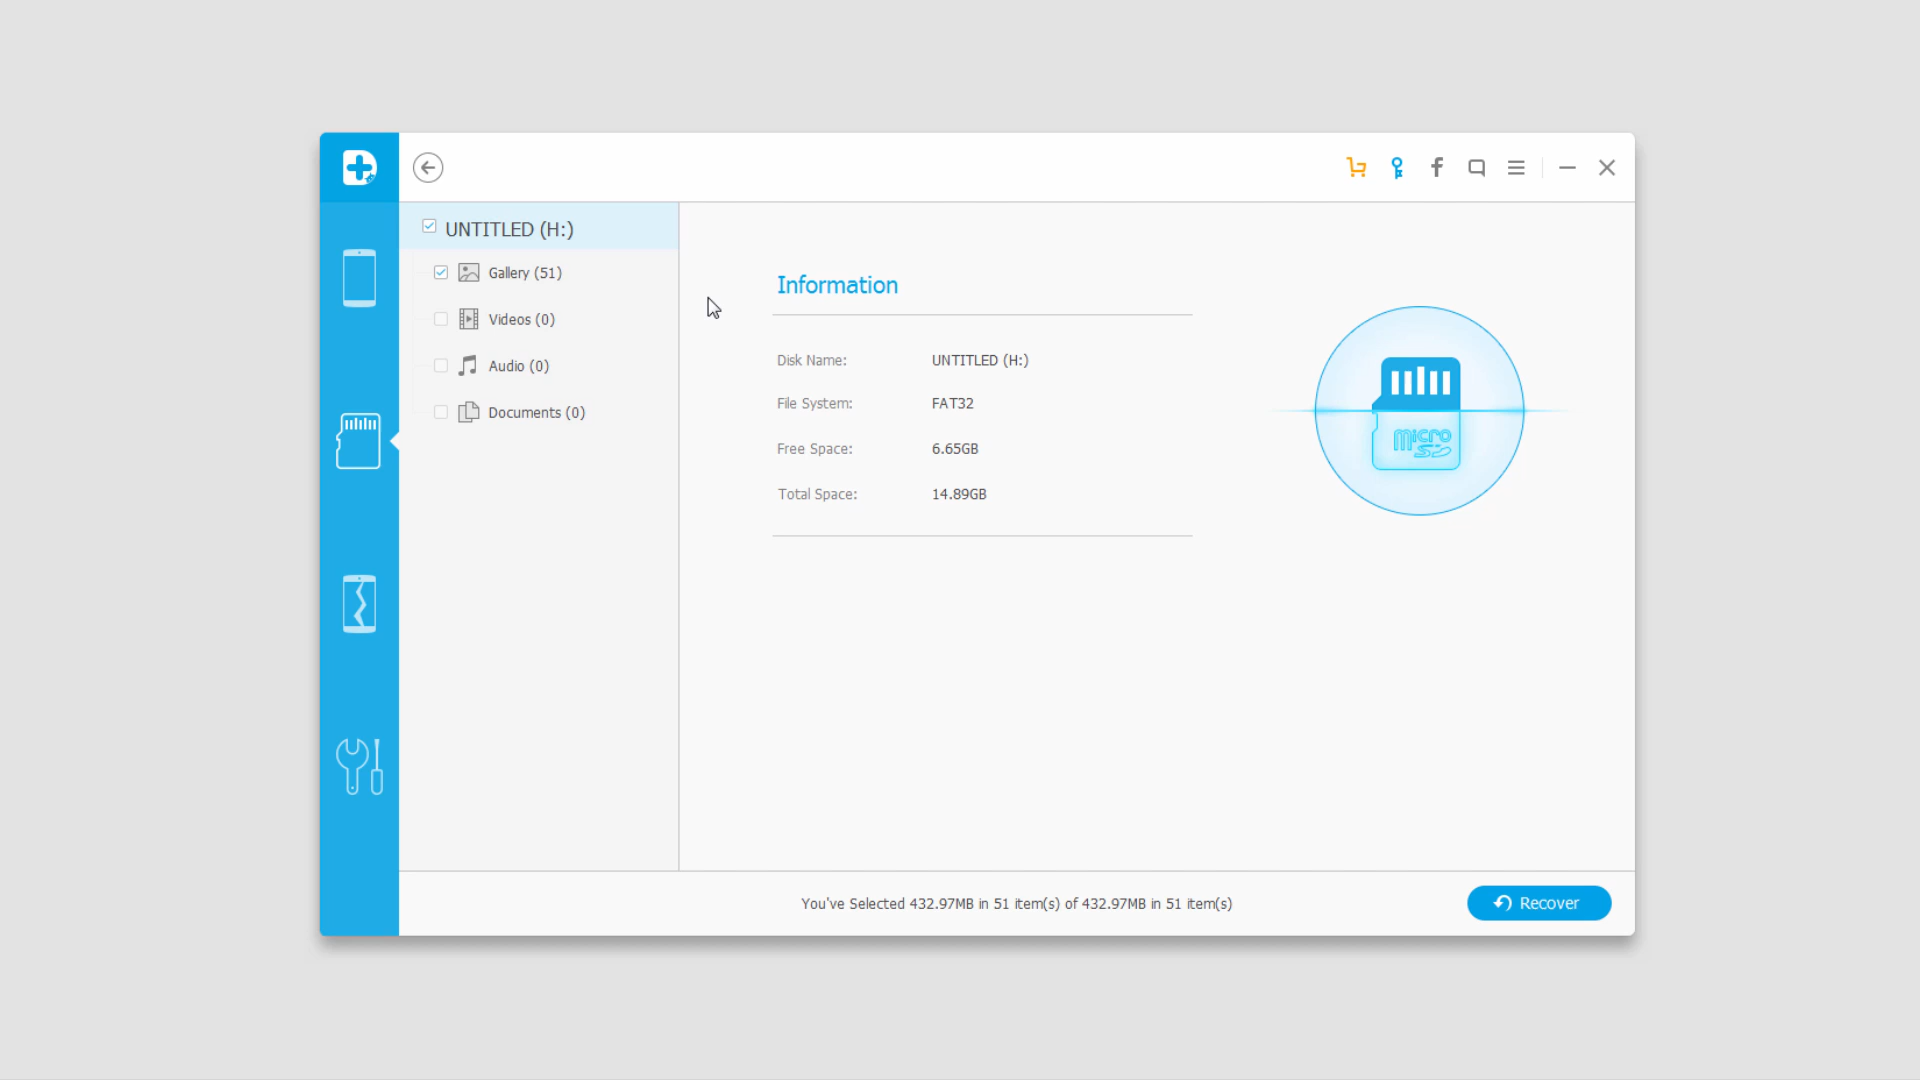 UNTITLED (H:)
Gallery (51)
Videos (0)
Audio (0)
Documents (0)
Information
Disk Name: UNTITLED (H:)
File System: FAT32
Free Space: 6.65GB
Total Space: 14.89GB
micro
SD
You've Selected 432.97MB in 51 item(s) of 432.97MB in 51 item(s)
Recover